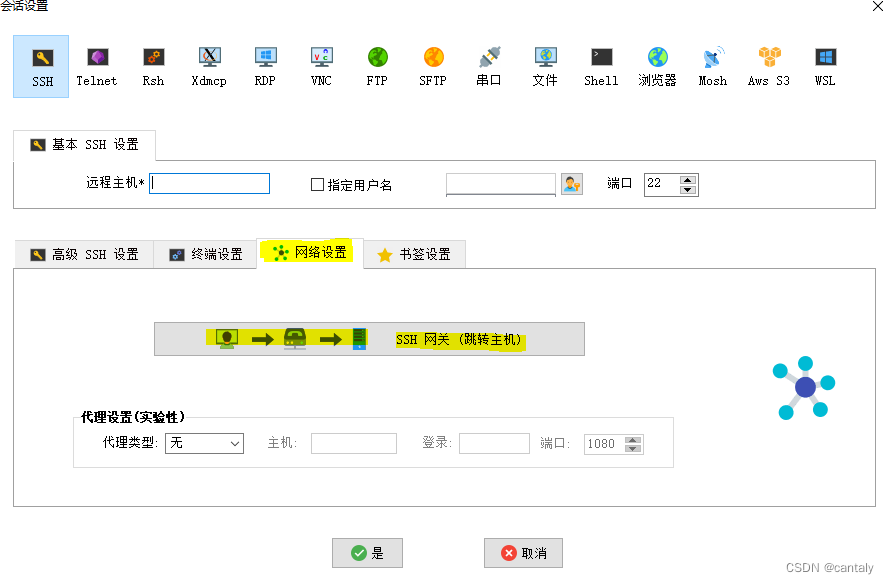 会话设置
SSH Telnet Rsh Xdmcp RDP VNC FTP SFTP 串口 文件 Shell 浏览器 Mosh Aws S3 WSL
基本 SSH 设置
远程主机* 指定用户名 端口 22
高级 SSH 设置 终端设置 网络设置 书签设置
SSH 网关 (跳转主机)
代理设置(实验性)
代理类型: 无 主机: 登录: 端口: 1080
是 取消
CSDN @cantaly